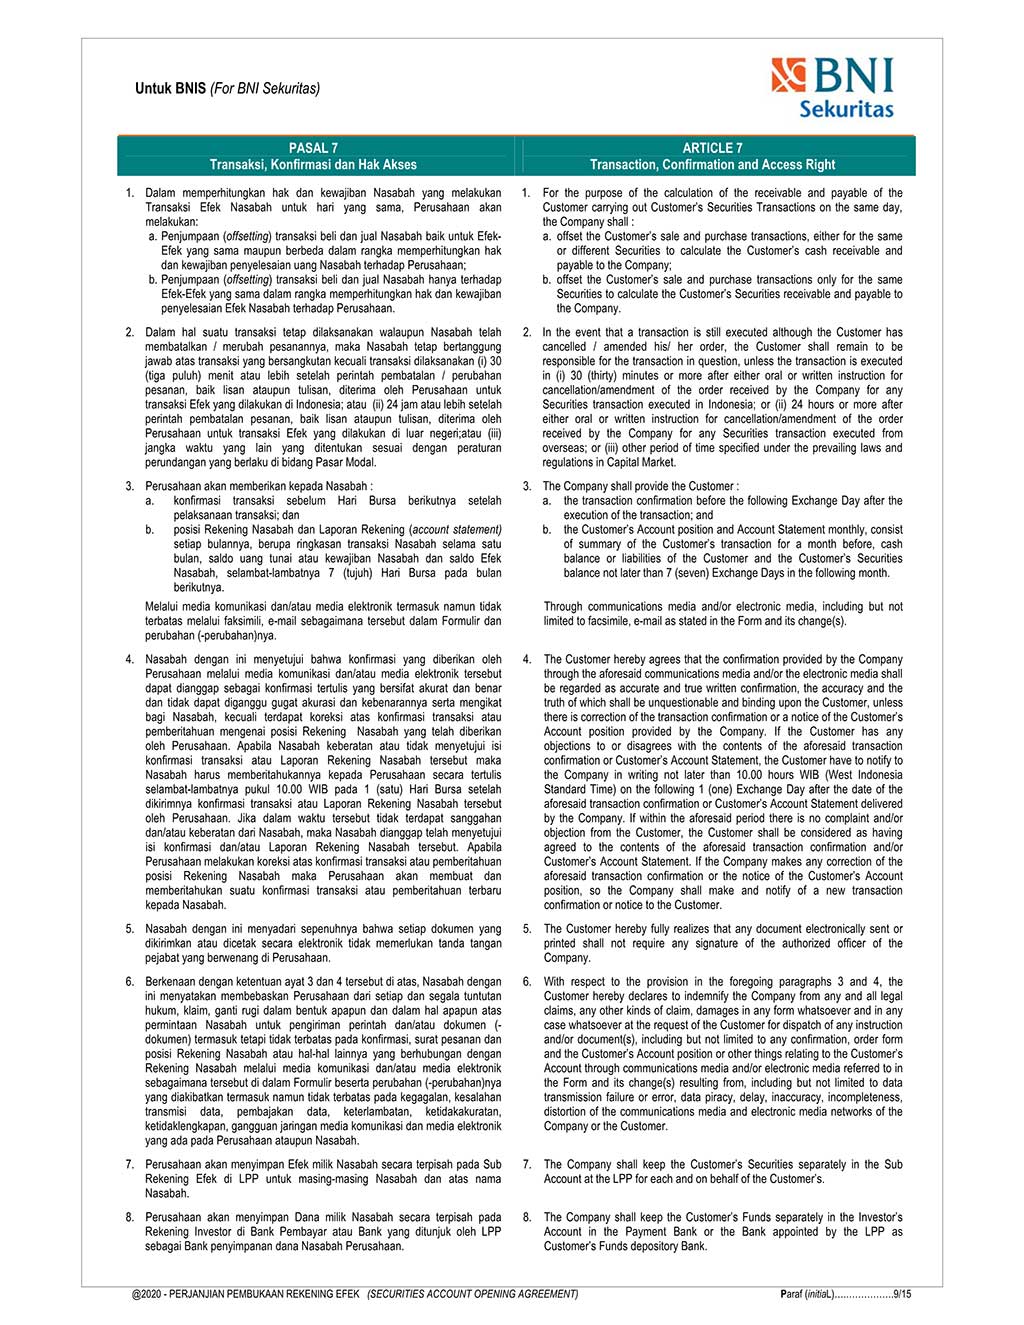 Untuk BNIS (For BNI Sekuritas)
BNI
Sekuritas
PASAL 7
Transaksi, Konfirmasi dan Hak Akses
1. Dalam memperhitungkan hak dan kewajiban Nasabah yang melakukan
Transaksi Efek Nasabah untuk hari yang sama, Perusahaan akan
melakukan:
a. Penjumpaan (offsetting) transaksi beli dan jual Nasabah baik untuk Efek-
Efek yang sama maupun berbeda dalam rangka memperhitungkan hak
dan kewajiban penyelesaian uang Nasabah terhadap Perusahaan;
b. Penjumpaan (offsetting) transaksi beli dan jual Nasabah hanya terhadap
Efek-Efek yang sama dalam rangka memperhitungkan hak dan kewajiban
penyelesaian Efek Nasabah terhadap Perusahaan.
2. Dalam hal suatu transaksi tetap dilaksanakan walaupun Nasabah telah
membatalkan / merubah pesanannya, maka Nasabah tetap bertanggung
jawab atas transaksi yang bersangkutan kecuali transaksi dilaksanakan (i) 30
(tiga puluh) menit atau lebih setelah perintah pembatalan / perubahan
pesanan, baik lisan ataupun tulisan, diterima oleh Perusahaan untuk
transaksi Efek yang dilakukan di Indonesia; atau (ii) 24 jam atau lebih setelah
perintah pembatalan pesanan, baik lisan ataupun tulisan, diterima oleh
Perusahaan untuk transaksi Efek yang dilakukan di luar negeri;atau (iii)
jangka waktu yang lain yang ditentukan sesuai dengan peraturan
perundangan yang berlaku di bidang Pasar Modal.
3. Perusahaan akan memberikan kepada Nasabah :
a. konfirmasi transaksi sebelum Hari Bursa berikutnya setelah
pelaksanaan transaksi; dan
b. posisi Rekening Nasabah dan Laporan Rekening (account statement)
setiap bulannya, berupa ringkasan transaksi Nasabah selama satu
bulan, saldo uang tunai atau kewajiban Nasabah dan saldo Efek
Nasabah, selambat-lambatnya 7 (tujuh) Hari Bursa pada bulan
berikutnya.
Melalui media komunikasi dan/atau media elektronik termasuk namun tidak
terbatas melalui faksimili, e-mail sebagaimana tersebut dalam Formulir dan
perubahan (-perubahan)nya.
4. Nasabah dengan ini menyetujui bahwa konfirmasi yang diberikan oleh
Perusahaan melalui media komunikasi dan/atau media elektronik tersebut
dapat dianggap sebagai konfirmasi tertulis yang bersifat akurat dan benar
dan tidak dapat diganggu gugat akurasi dan kebenarannya serta mengikat
bagi Nasabah, kecuali terdapat koreksi atas konfirmasi transaksi atau
pemberitahuan mengenai posisi Rekening Nasabah yang telah diberikan
oleh Perusahaan. Apabila Nasabah keberatan atau tidak menyetujui isi
konfirmasi transaksi atau Laporan Rekening Nasabah tersebut maka
Nasabah harus memberitahukannya kepada Perusahaan secara tertulis
selambat-lambatnya pukul 10.00 WIB pada 1 (satu) Hari Bursa setelah
dikirimnya konfirmasi transaksi atau Laporan Rekening Nasabah tersebut
oleh Perusahaan. Jika dalam waktu tersebut tidak terdapat sanggahan
dan/atau keberatan dari Nasabah, maka Nasabah dianggap telah menyetujui
isi konfirmasi dan/atau Laporan Rekening Nasabah tersebut. Apabila
Perusahaan melakukan koreksi atas konfirmasi transaksi atau pemberitahuan
posisi Rekening Nasabah maka Perusahaan akan membuat dan
memberitahukan suatu konfirmasi transaksi atau pemberitahuan terbaru
kepada Nasabah.
5. Nasabah dengan ini menyadari sepenuhnya bahwa setiap dokumen yang
dikirimkan atau dicetak secara elektronik tidak memerlukan tanda tangan
pejabat yang berwenang di Perusahaan.
6. Berkenaan dengan ketentuan ayat 3 dan 4 tersebut di atas, Nasabah dengan
ini menyatakan membebaskan Perusahaan dari setiap dan segala tuntutan
hukum, klaim, ganti rugi dalam bentuk apapun dan dalam hal apapun atas
permintaan Nasabah untuk pengiriman perintah dan/atau dokumen (-
dokumen) termasuk tetapi tidak terbatas pada konfirmasi, surat pesanan dan
posisi Rekening Nasabah atau hal-hal lainnya yang berhubungan dengan
Rekening Nasabah melalui media komunikasi dan/atau media elektronik
sebagaimana tersebut di dalam Formulir beserta perubahan (-perubahan)nya
yang diakibatkan termasuk namun tidak terbatas pada kegagalan, kesalahan
transmisi data, pembajakan data, keterlambatan, ketidakakuratan,
ketidaklengkapan, gangguan jaringan media komunikasi dan media elektronik
yang ada pada Perusahaan ataupun Nasabah.
7. Perusahaan akan menyimpan Efek milik Nasabah secara terpisah pada Sub
Rekening Efek di LPP untuk masing-masing Nasabah dan atas nama
Nasabah.
8. Perusahaan akan menyimpan Dana milik Nasabah secara terpisah pada
Rekening Investor di Bank Pembayar atau Bank yang ditunjuk oleh LPP
sebagai Bank penyimpanan dana Nasabah Perusahaan.
ARTICLE 7
Transaction, Confirmation and Access Right
1. For the purpose of the calculation of the receivable and payable of the
Customer carrying out Customer's Securities Transactions on the same day,
the Company shall :
a. offset the Customer's sale and purchase transactions, either for the same
or different Securities to calculate the Customer's cash receivable and
payable to the Company;
b. offset the Customer's sale and purchase transactions only for the same
Securities to calculate the Customer's Securities receivable and payable to
the Company.
2. In the event that a transaction is still executed although the Customer has
cancelled / amended his/ her order, the Customer shall remain to be
responsible for the transaction in question, unless the transaction is executed
in (i) 30 (thirty) minutes or more after either oral or written instruction for
cancellation/amendment of the order received by the Company for any
Securities transaction executed in Indonesia; or (ii) 24 hours or more after
either oral or written instruction for cancellation/amendment of the order
received by the Company for any Securities transaction executed from
overseas; or (iii) other period of time specified under the prevailing laws and
regulations in Capital Market.
3. The Company shall provide the Customer :
a. the transaction confirmation before the following Exchange Day after the
execution of the transaction; and
b. the Customer's Account position and Account Statement monthly, consist
of summary of the Customer's transaction for a month before, cash
balance or liabilities of the Customer and the Customer's Securities
balance not later than 7 (seven) Exchange Days in the following month.
Through communications media and/or electronic media, including but not
limited to facsimile, e-mail as stated in the Form and its change(s).
4. The Customer hereby agrees that the confirmation provided by the Company
through the aforesaid communications media and/or the electronic media shall
be regarded as accurate and true written confirmation, the accuracy and the
truth of which shall be unquestionable and binding upon the Customer, unless
there is correction of the transaction confirmation or a notice of the Customer's
Account position provided by the Company. If the Customer has any
objections to or disagrees with the contents of the aforesaid transaction
confirmation or Customer's Account Statement, the Customer have to notify to
the Company in writing not later than 10.00 hours WIB (West Indonesia
Standard Time) on the following 1 (one) Exchange Day after the date of the
aforesaid transaction confirmation or Customer's Account Statement delivered
by the Company. If within the aforesaid period there is no complaint and/or
objection from the Customer, the Customer shall be considered as having
agreed to the contents of the aforesaid transaction confirmation and/or
Customer's Account Statement. If the Company makes any correction of the
aforesaid transaction confirmation or the notice of the Customer's Account
position, so the Company shall make and notify of a new transaction
confirmation or notice to the Customer.
5. The Customer hereby fully realizes that any document electronically sent or
printed shall not require any signature of the authorized officer of the
Company.
6. With respect to the provision in the foregoing paragraphs 3 and 4, the
Customer hereby declares to indemnify the Company from any and all legal
claims, any other kinds of claim, damages in any form whatsoever and in any
case whatsoever at the request of the Customer for dispatch of any instruction
and/or document(s), including but not limited to any confirmation, order form
and the Customer's Account position or other things relating to the Customer's
Account through communications media and/or electronic media referred to in
the Form and its change(s) resulting from, including but not limited to data
transmission failure or error, data piracy, delay, inaccuracy, incompleteness,
distortion of the communications media and electronic media networks of the
Company or the Customer.
7. The Company shall keep the Customer's Securities separately in the Sub
Account at the LPP for each and on behalf of the Customer's.
8. The Company shall keep the Customer's Funds separately in the Investor's
Account in the Payment Bank or the Bank appointed by the LPP as
Customer's Funds depository Bank.
@2020 - PERJANJIAN PEMBUKAAN REKENING EFEK (SECURITIES ACCOUNT OPENING AGREEMENT)
Paraf (initiaL)...................9/15